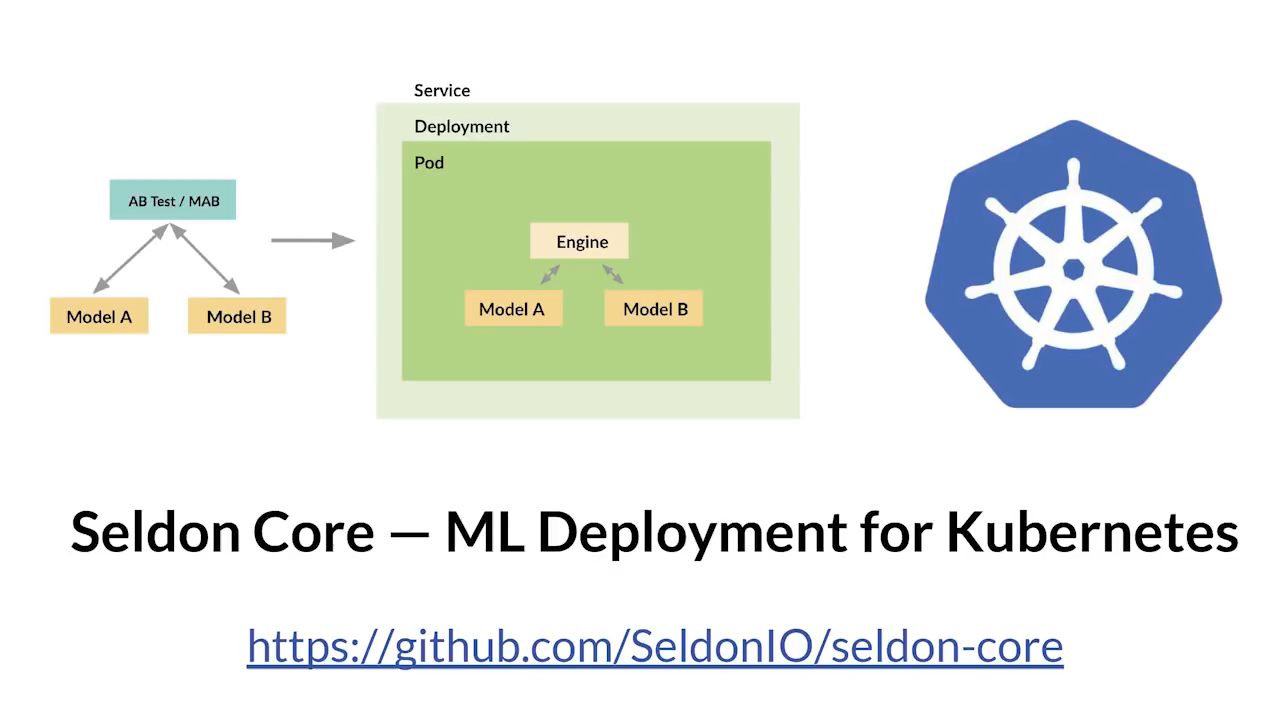 Service
Deployment
Pod
AB Test / MAB
Engine
Model A
Model B
Model A
Model B
Seldon Core — ML Deployment for Kubernetes
https://github.com/SeldonIO/seldon-core